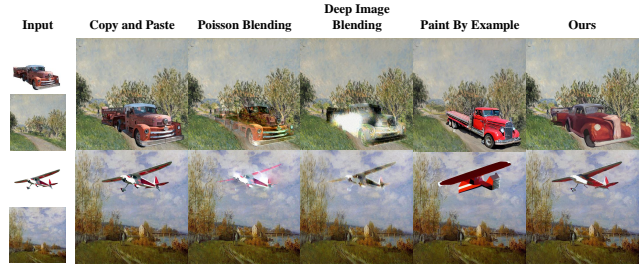 Input
Copy and Paste
Poisson Blending
Deep Image
Blending
Paint By Example
Ours